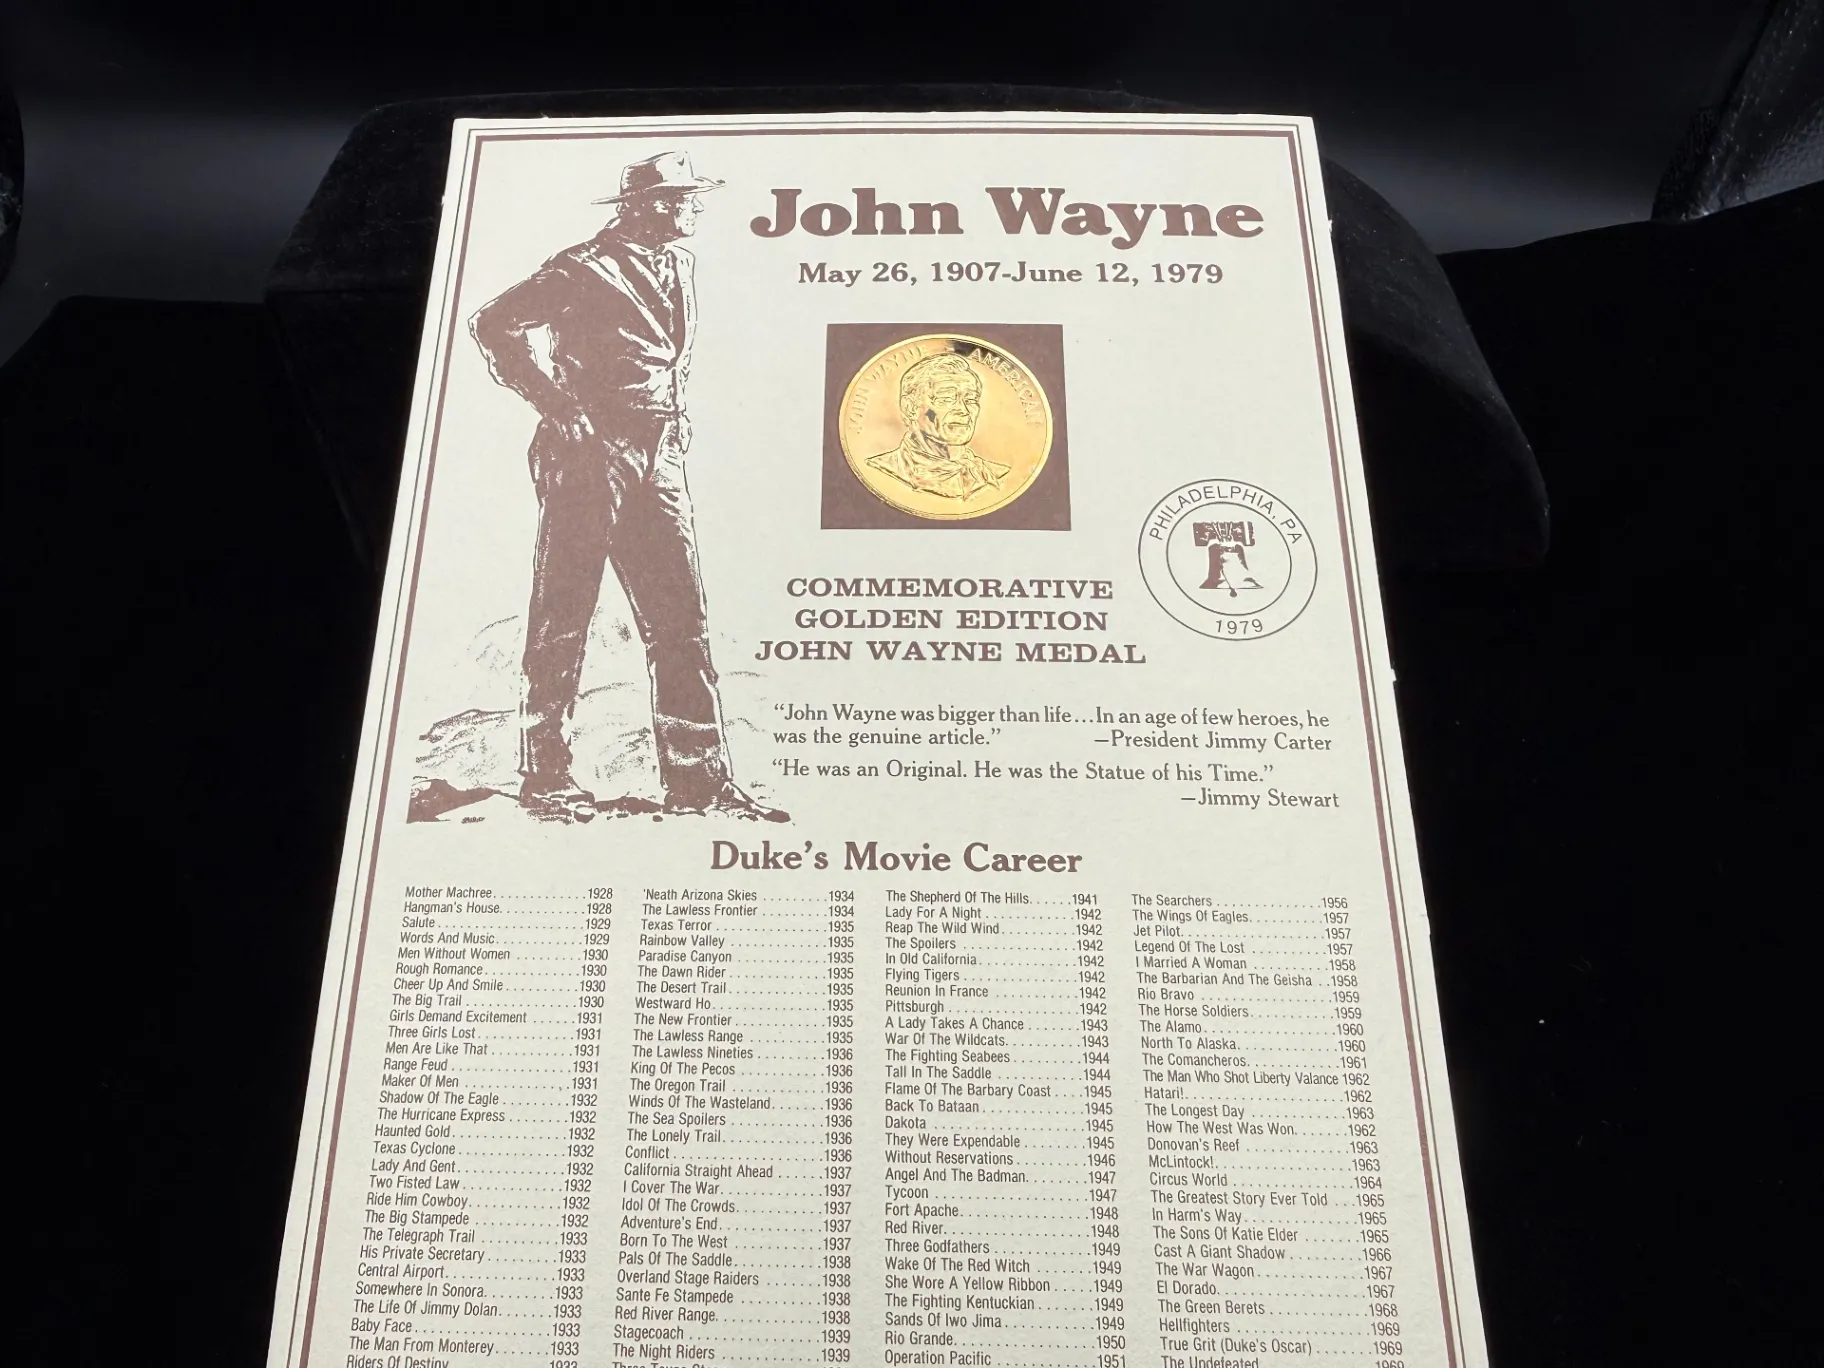 John Wayne
May 26, 1907-June 12, 1979
JOHN WAYNE - AMERICAN
PHILADELPHIA, PA
1979
COMMEMORATIVE
GOLDEN EDITION
JOHN WAYNE MEDAL
“John Wayne was bigger than life...In an age of few heroes, he
was the genuine article.” —President Jimmy Carter
“He was an Original. He was the Statue of his Time.”
—Jimmy Stewart
Duke's Movie Career
Mother Machree............1928
Hangman's House............1928
Salute............1929
Words And Music............1929
Men Without Women............1930
Rough Romance............1930
Cheer Up And Smile............1930
The Big Trail............1930
Girls Demand Excitement......1931
Three Girls Lost............1931
Men Are Like That............1931
Range Feud............1931
Maker Of Men............1931
Shadow Of The Eagle............1932
The Hurricane Express............1932
Haunted Gold............1932
Texas Cyclone............1932
Lady And Gent............1932
Two Fisted Law............1932
Ride Him Cowboy............1932
The Big Stampede............1932
The Telegraph Trail............1933
His Private Secretary............1933
Central Airport............1933
Somewhere In Sonora............1933
The Life Of Jimmy Dolan.......1933
Baby Face............1933
The Man From Monterey.......1933
Riders Of Destiny
'Neath Arizona Skies.........1934
The Lawless Frontier.........1934
Texas Terror............1935
Rainbow Valley............1935
Paradise Canyon............1935
The Dawn Rider............1935
The Desert Trail............1935
Westward Ho............1935
The New Frontier............1935
The Lawless Range............1935
The Lawless Nineties............1936
King Of The Pecos............1936
The Oregon Trail............1936
Winds Of The Wasteland.......1936
The Sea Spoilers............1936
The Lonely Trail............1936
Conflict............1936
California Straight Ahead.......1937
I Cover The War............1937
Idol Of The Crowds............1937
Adventure's End............1937
Born To The West............1937
Pals Of The Saddle............1938
Overland Stage Raiders.........1938
Sante Fe Stampede............1938
Red River Range............1938
Stagecoach............1939
The Night Riders............1939
The Shepherd Of The Hills......1941
Lady For A Night............1942
Reap The Wild Wind............1942
The Spoilers............1942
In Old California............1942
Flying Tigers............1942
Reunion In France............1942
Pittsburgh............1942
A Lady Takes A Chance.......1943
War Of The Wildcats............1943
The Fighting Seabees............1944
Tall In The Saddle............1944
Flame Of The Barbary Coast....1945
Back To Bataan............1945
Dakota............1945
They Were Expendable.........1945
Without Reservations............1946
Angel And The Badman.........1947
Tycoon............1947
Fort Apache............1948
Red River............1948
Three Godfathers............1949
Wake Of The Red Witch.......1949
She Wore A Yellow Ribbon.....1949
The Fighting Kentuckian.......1949
Sands Of Iwo Jima............1949
Rio Grande............1950
Operation Pacific............1951
The Searchers............1956
The Wings Of Eagles............1957
Jet Pilot............1957
Legend Of The Lost............1957
I Married A Woman............1958
The Barbarian And The Geisha..1958
Rio Bravo............1959
The Horse Soldiers............1959
The Alamo............1960
North To Alaska............1960
The Comancheros............1961
The Man Who Shot Liberty Valance 1962
Hatari!............1962
The Longest Day............1963
How The West Was Won.......1962
Donovan's Reef............1963
McLintock!............1963
Circus World............1964
The Greatest Story Ever Told...1965
In Harm's Way............1965
The Sons Of Katie Elder.......1965
Cast A Giant Shadow............1966
The War Wagon............1967
El Dorado............1967
The Green Berets............1968
Hellfighters............1969
True Grit (Duke's Oscar).......1969
The Undefeated